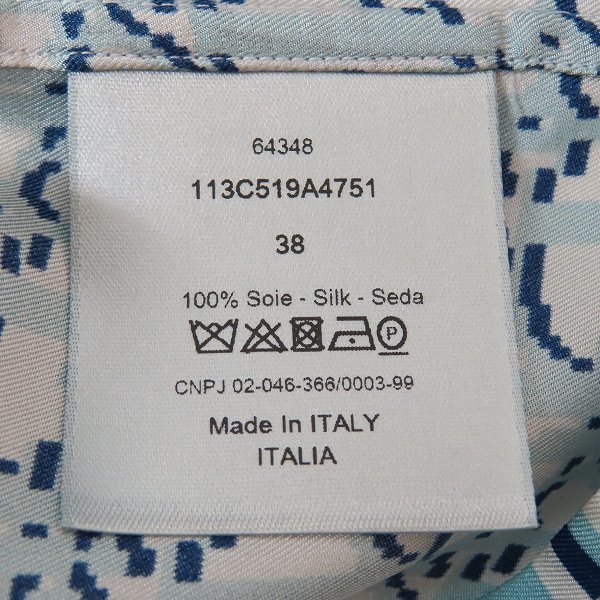 64348
113C519A4751
38
100% Soie - Silk - Seda
P
CNPJ 02-046-366/0003-99
Made In ITALY
ITALIA